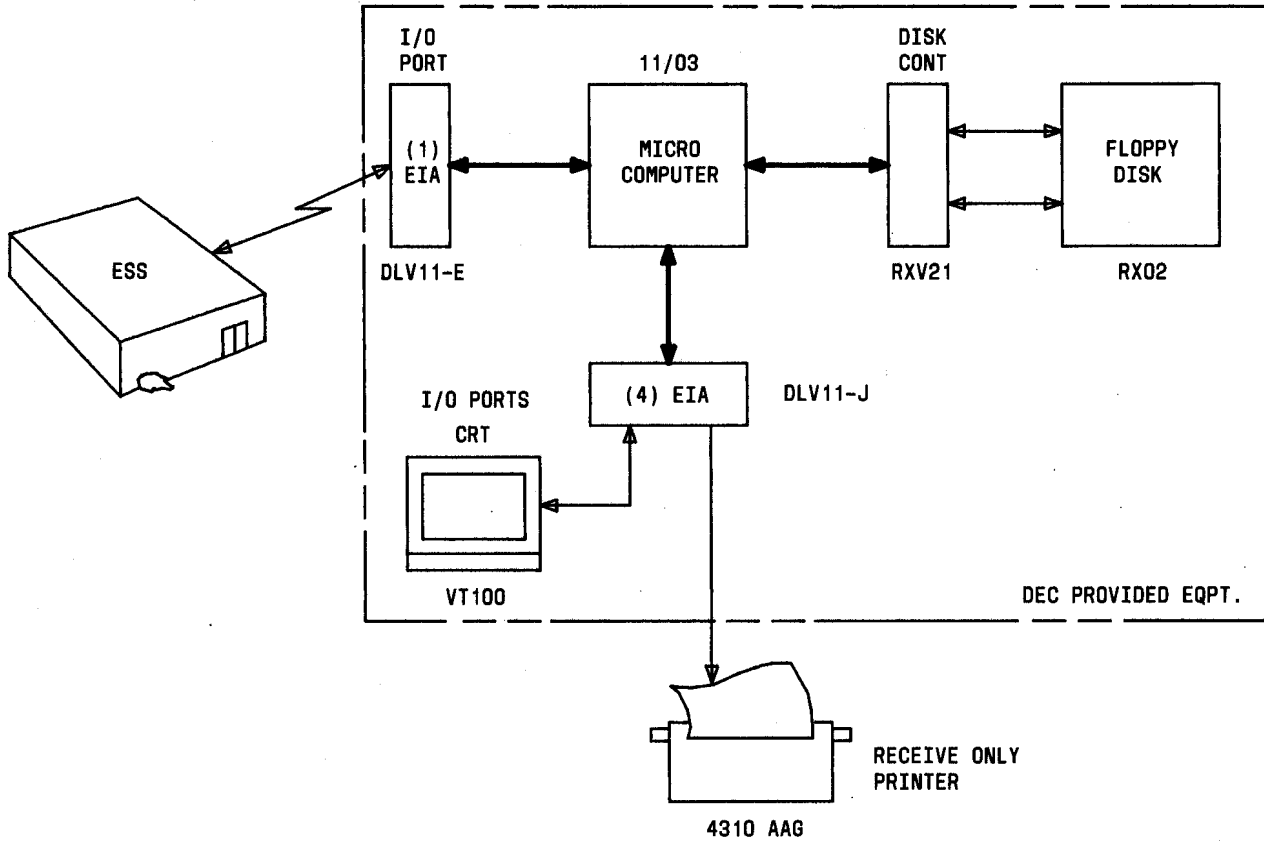 I/O
PORT
11/03
DISK
CONT
(1)
EIA
MICRO
COMPUTER
FLOPPY
DISK
ESS
DLV11-E
RXV21
RX02
(4) EIA
DLV11-J
I/O PORTS
CRT
VT100
DEC PROVIDED EQPT.
RECEIVE ONLY
PRINTER
4310 AAG